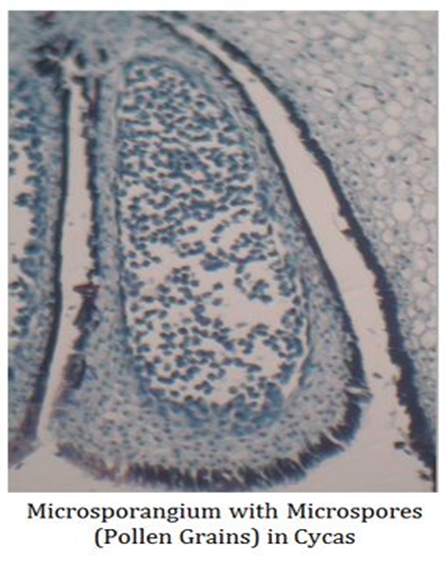 Microsporangium with Microspores
(Pollen Grains) in Cycas